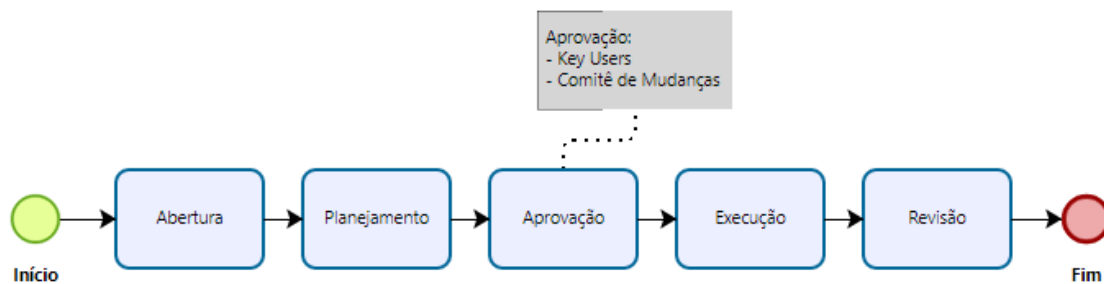 Aprovação:
- Key Users
- Comitê de Mudanças
Abertura
Planejamento
Aprovação
Execução
Revisão
Início
Fim